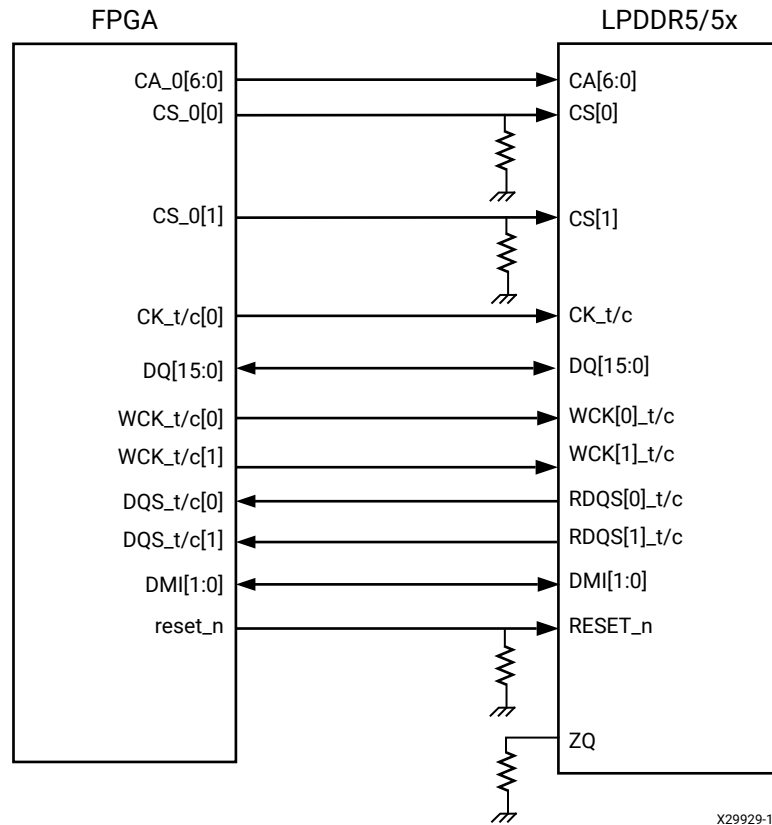 FPGA LPDDR5/5x
CA_0[6:0] CA[6:0]
CS_0[0] CS[0]
CS_0[1] CS[1]
CK_t/c[0] CK_t/c
DQ[15:0] DQ[15:0]
WCK_t/c[0] WCK[0]_t/c
WCK_t/c[1] WCK[1]_t/c
DQS_t/c[0] RDQS[0]_t/c
DQS_t/c[1] RDQS[1]_t/c
DMI[1:0] DMI[1:0]
reset_n RESET_n
ZQ
X29929-1